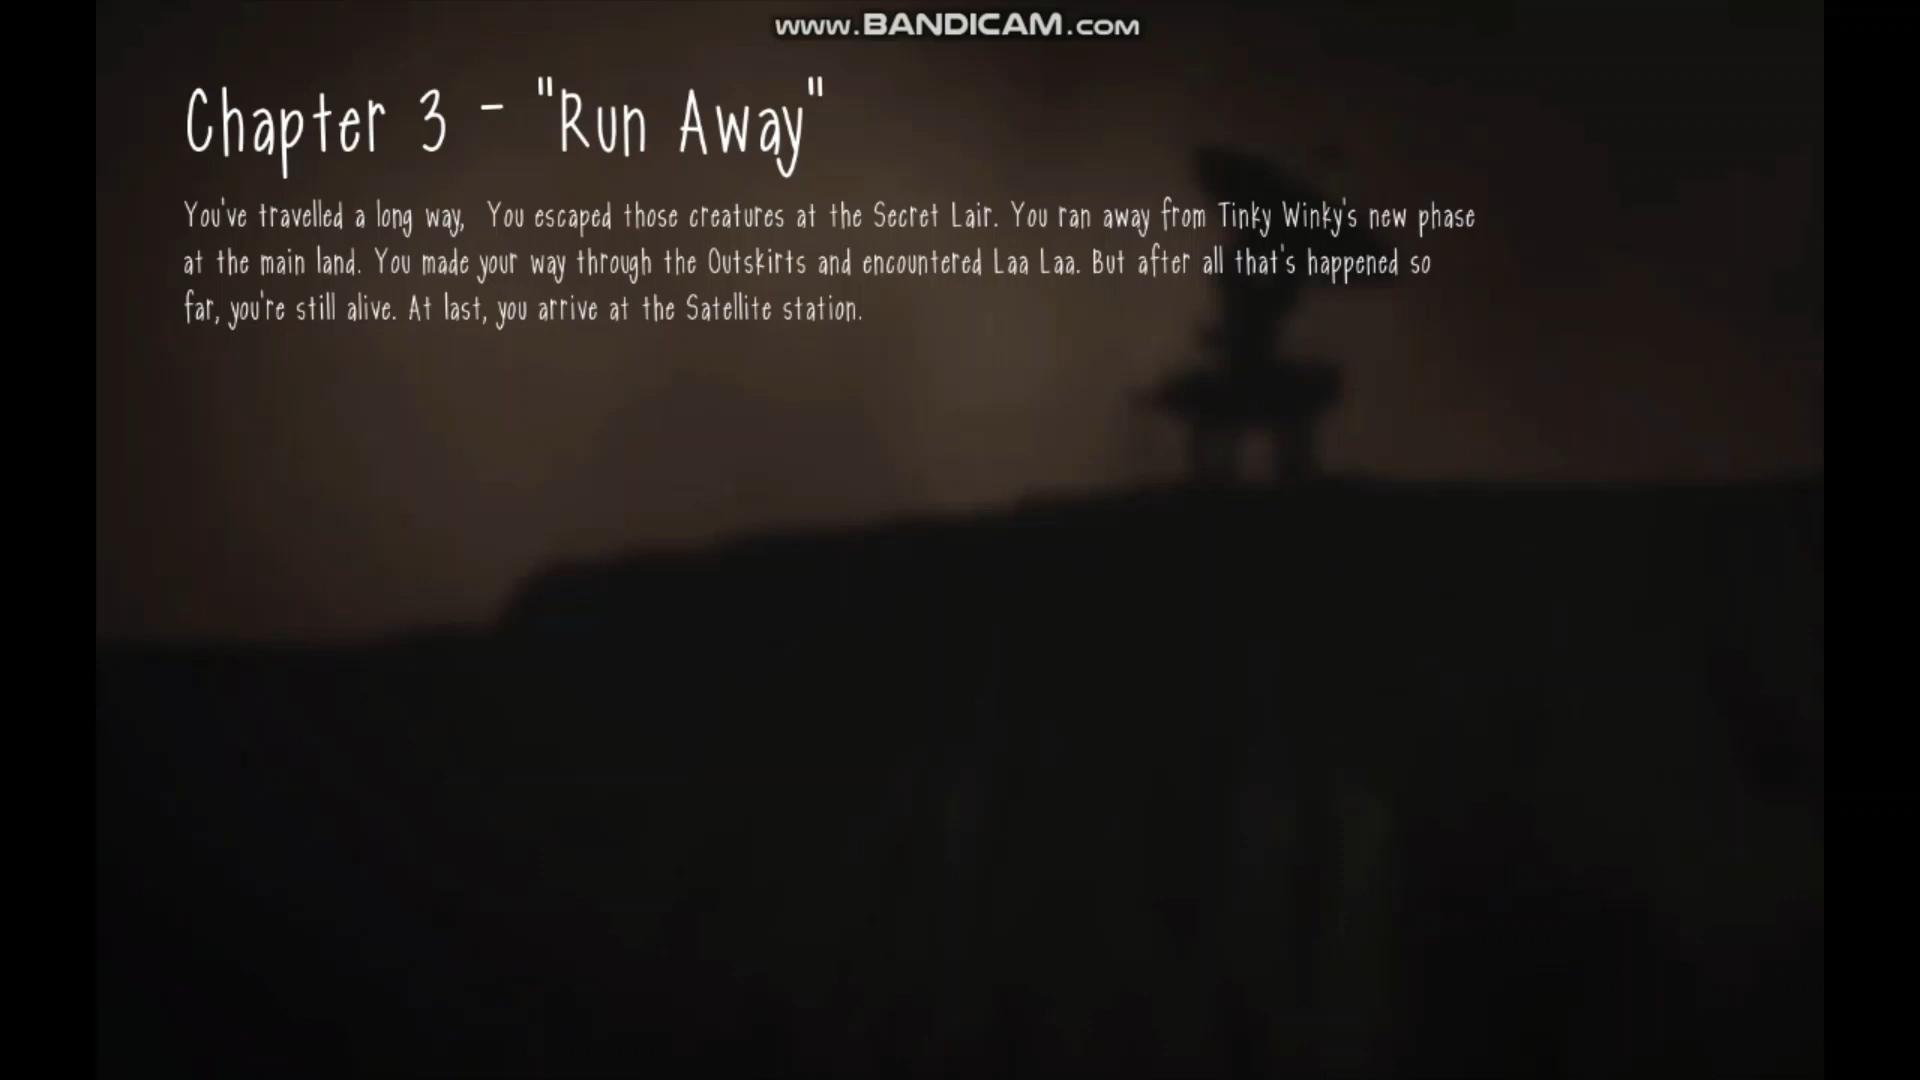 www.BANDICAM.com
Chapter 3 - "Run Away"
You've travelled a long way,  You escaped those creatures at the Secret Lair. You ran away from Tinky Winky's new phase
at the main land. You made your way through the Outskirts and encountered Laa Laa. But after all that's happened so
far, you're still alive. At last, you arrive at the Satellite station.